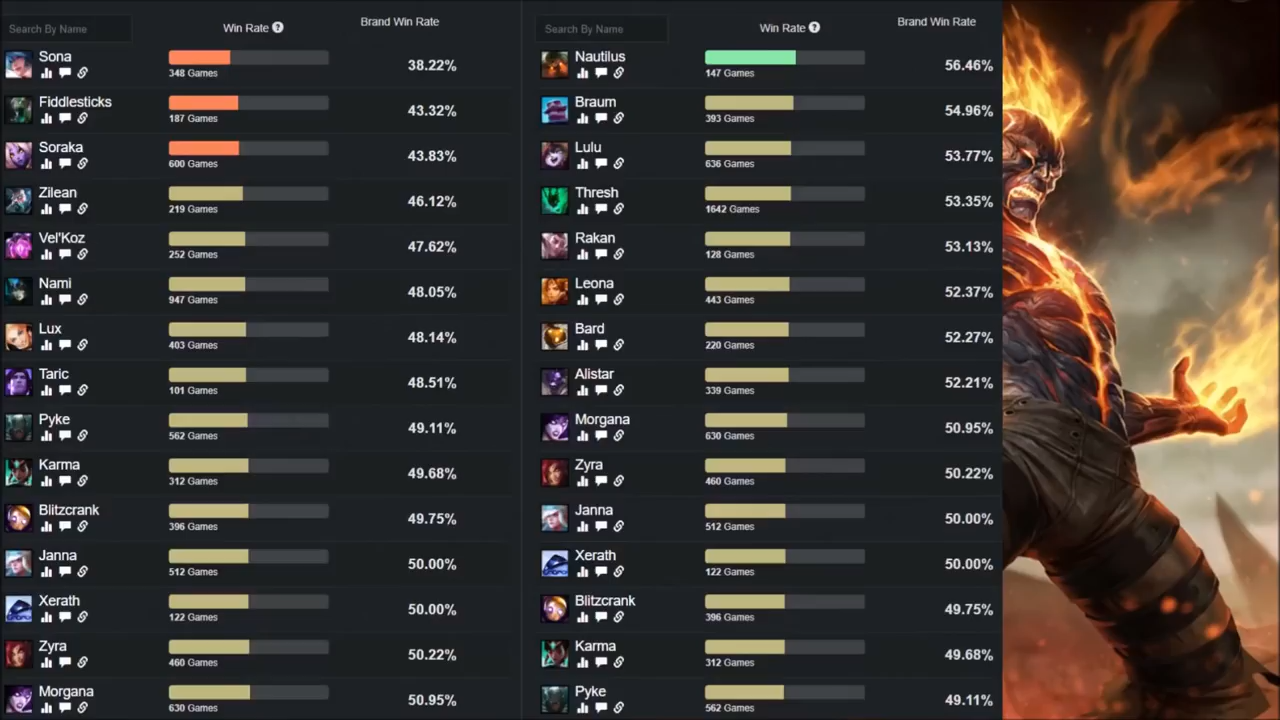 Search By Name Win Rate ? Brand Win Rate
Sona
348 Games 38.22%
Fiddlesticks
187 Games 43.32%
Soraka
600 Games 43.83%
Zilean
219 Games 46.12%
Vel'Koz
252 Games 47.62%
Nami
947 Games 48.05%
Lux
403 Games 48.14%
Taric
101 Games 48.51%
Pyke
562 Games 49.11%
Karma
312 Games 49.68%
Blitzcrank
396 Games 49.75%
Janna
512 Games 50.00%
Xerath
122 Games 50.00%
Zyra
460 Games 50.22%
Morgana
630 Games 50.95%
Search By Name Win Rate ? Brand Win Rate
Nautilus
147 Games 56.46%
Braum
393 Games 54.96%
Lulu
636 Games 53.77%
Thresh
1642 Games 53.35%
Rakan
128 Games 53.13%
Leona
443 Games 52.37%
Bard
220 Games 52.27%
Alistar
339 Games 52.21%
Morgana
630 Games 50.95%
Zyra
460 Games 50.22%
Janna
512 Games 50.00%
Xerath
122 Games 50.00%
Blitzcrank
396 Games 49.75%
Karma
312 Games 49.68%
Pyke
562 Games 49.11%